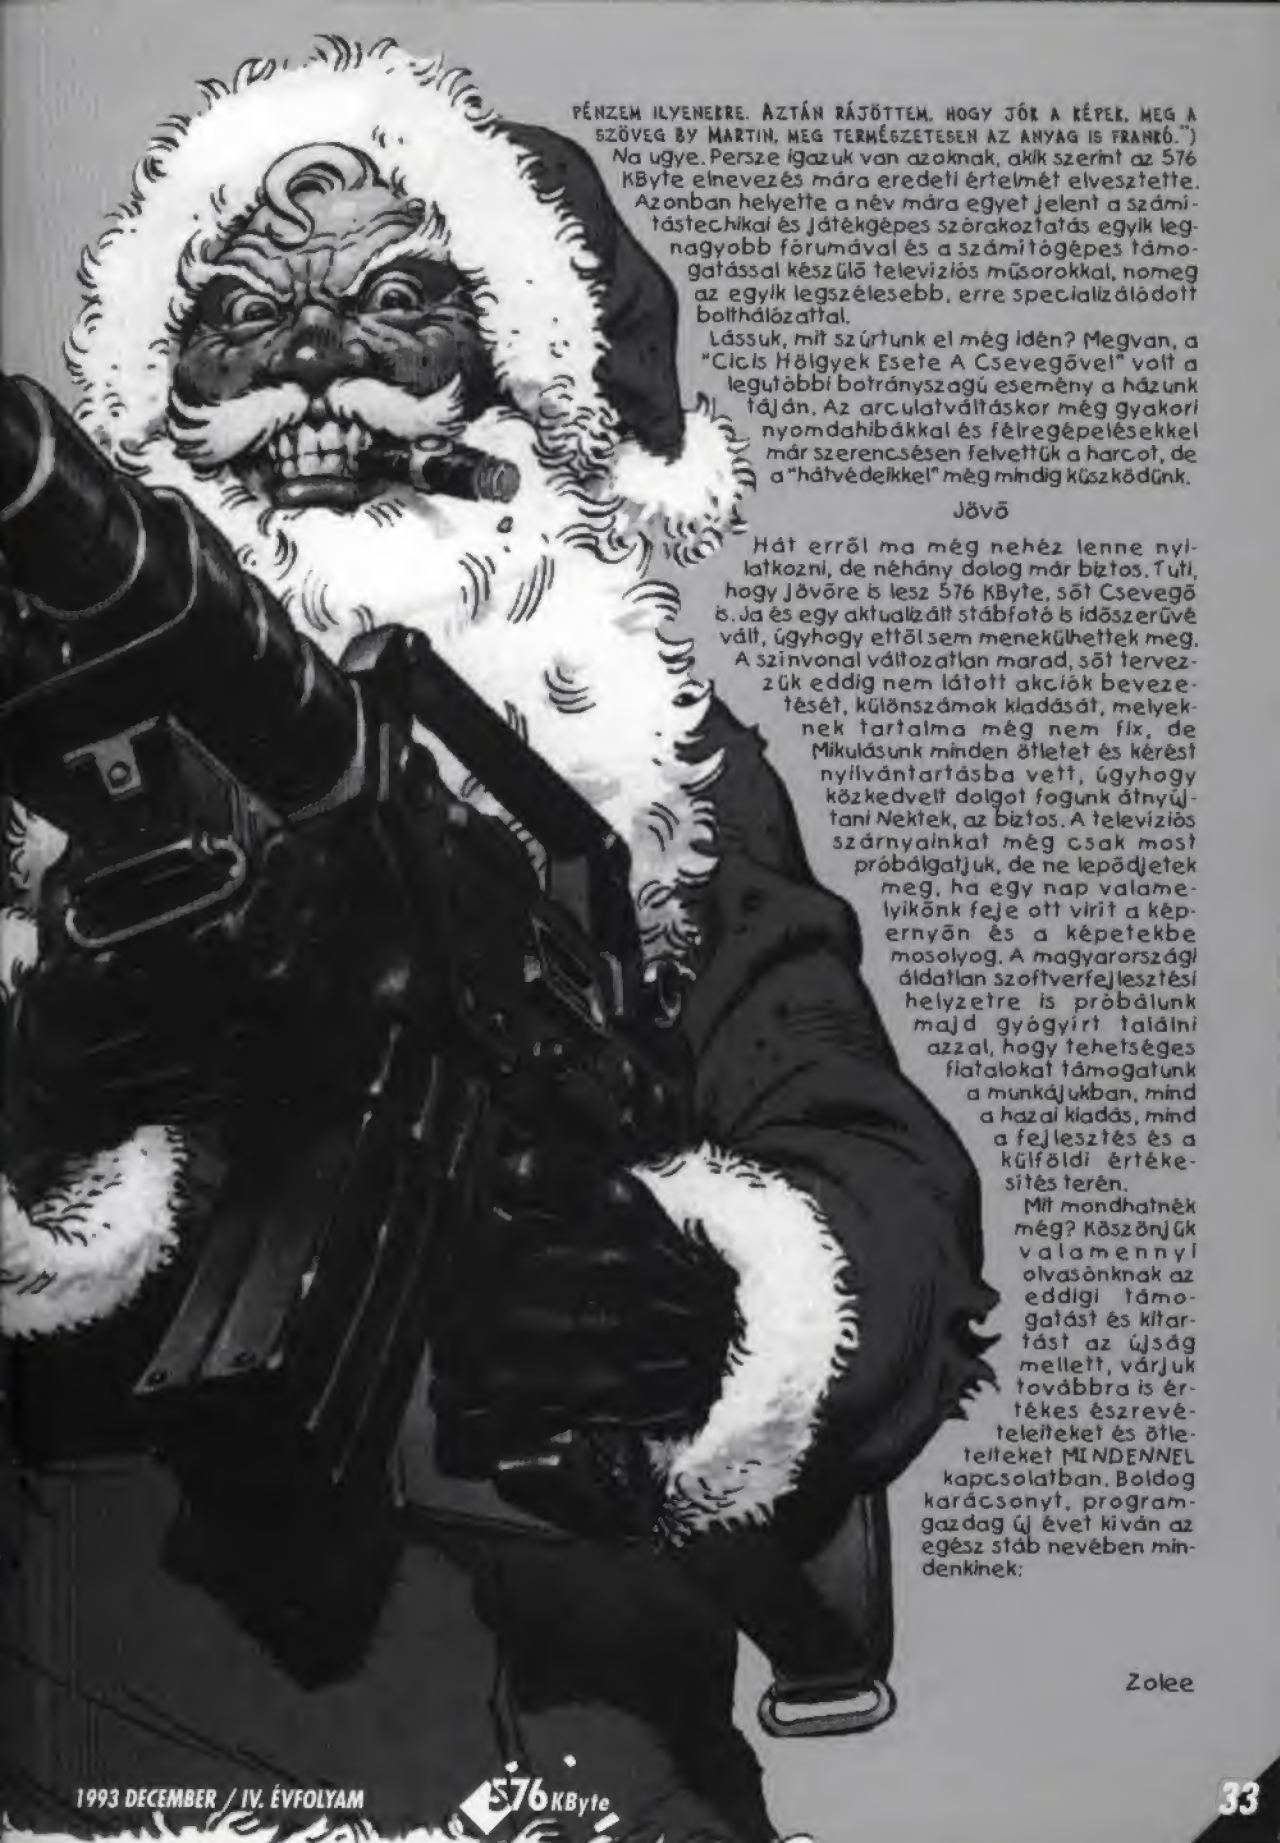 PÉNZEM ILYENEKRE. AZTÁN RÁJÖTTEM, HOGY JÓK A KÉPEK, MEG A
SZÖVEG BY MARTIN, MEG TERMÉSZETESEN AZ ANYAG IS FRANKÓ.")
Na ugye. Persze igazuk van azoknak, akik szerint az 576
KByte elnevezés mára eredeti értelmét elvesztette.
Azonban helyette a név mára egyet jelent a számí-
tástechikai és játékgépes szórakoztatás egyik leg-
nagyobb fórumával és a számítógépes támo-
gatással készülő televíziós műsorokkal, nomeg
az egyik legszélesebb, erre specializálódott
bolthálózattal.
Lássuk, mit szúrtunk el még idén? Megvan, a
"Cicis Hölgyek Esete A Csevegővel" volt a
legutóbbi botrányszagú esemény a házunk
táján. Az arculatváltáskor még gyakori
nyomdahibákkal és félregépelésekkel
már szerencsésen felvettük a harcot, de
a "hátvédeikkel" még mindig küszködünk.
Jövő
Hát erről ma még nehéz lenne nyi-
latkozni, de néhány dolog már biztos. Tuti,
hogy jövőre is lesz 576 KByte, sőt Csevegő
is. Ja és egy aktualizált stábfotó is időszerűvé
vált, úgyhogy ettől sem menekülhettek meg.
A színvonal változatlan marad, sőt tervez-
zük eddig nem látott akciók beveze-
tését, különszámok kiadását, melyek-
nek tartalma még nem fix, de
Mikulásunk minden ötletet és kérést
nyilvántartásba vett, úgyhogy
közkedvelt dolgot fogunk átnyúj-
tani Nektek, az biztos. A televíziós
szárnyainkat még csak most
próbálgatjuk, de ne lepődjetek
meg, ha egy nap valame-
lyikőnk feje ott virít a kép-
ernyőn és a képetekbe
mosolyog. A magyarországi
áldatlan szoftverfejlesztési
helyzetre is próbálunk
majd gyógyírt találni
azzal, hogy tehetséges
fiatalokat támogatunk
a munkájukban, mind
a hazai kiadás, mind
a fejlesztés és a
külföldi értéke-
sítés terén.
Mit mondhatnék
még? Köszönjük
valamennyi
olvasónknak az
eddigi támo-
gatást és kitar-
tást az újság
mellett, várjuk
továbbra is ér-
tékes észrevé-
teleiteket és ötle-
teiteket MINDENNEL
kapcsolatban. Boldog
karácsonyt, program-
gazdag új évet kíván az
egész stáb nevében min-
denkinek:
Zolee
1993 DECEMBER / IV. ÉVFOLYAM
576 KByte
33